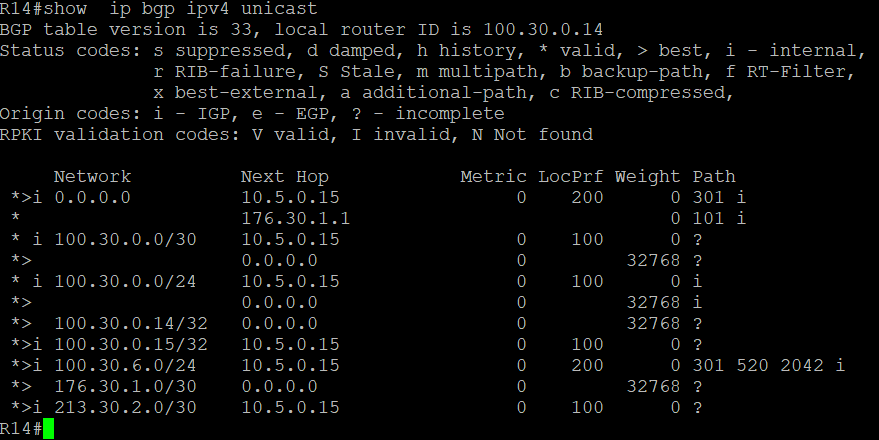 R14#show  ip bgp ipv4 unicast
BGP table version is 33, local router ID is 100.30.0.14
Status codes: s suppressed, d damped, h history, * valid, > best, i - internal,
              r RIB-failure, S Stale, m multipath, b backup-path, f RT-Filter,
              x best-external, a additional-path, c RIB-compressed,
Origin codes: i - IGP, e - EGP, ? - incomplete
RPKI validation codes: V valid, I invalid, N Not found

     Network          Next Hop            Metric LocPrf Weight Path
 *>i 0.0.0.0          10.5.0.15                0    200      0 301 i
 *                    176.30.1.1                             0 101 i
 * i 100.30.0.0/30    10.5.0.15                0    100      0 ?
 *>                   0.0.0.0                  0         32768 ?
 * i 100.30.0.0/24    10.5.0.15                0    100      0 i
 *>                   0.0.0.0                  0         32768 i
 *>  100.30.0.14/32   0.0.0.0                  0         32768 ?
 *>i 100.30.0.15/32   10.5.0.15                0    100      0 ?
 *>i 100.30.6.0/24    10.5.0.15                0    200      0 301 520 2042 i
 *>  176.30.1.0/30    0.0.0.0                  0         32768 ?
 *>i 213.30.2.0/30    10.5.0.15                0    100      0 ?
R14#